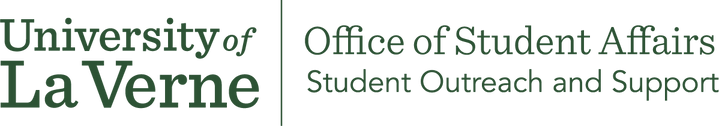 University of
La Verne
Office of Student Affairs
Student Outreach and Support